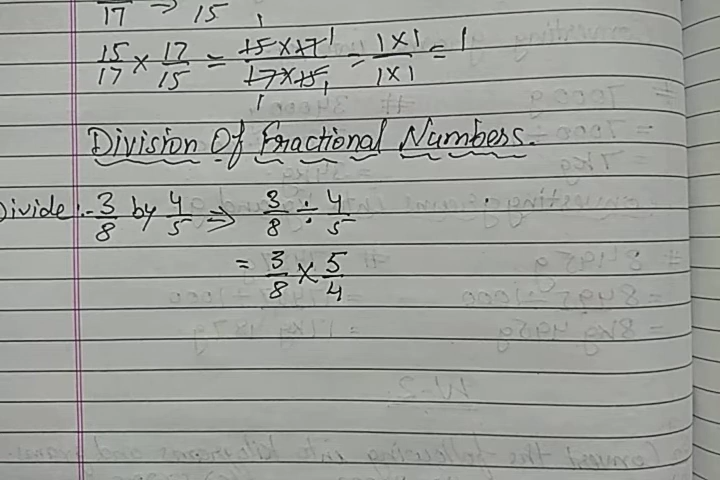 17 ⇒ 15
15/17 × 17/15 = 15×17/17×15 = 1×1/1×1 = 1
Division Of Fractional Numbers.
Divide :- 3/8 by 4/5 ⇒ 3/8 ÷ 4/5
= 3/8 × 5/4